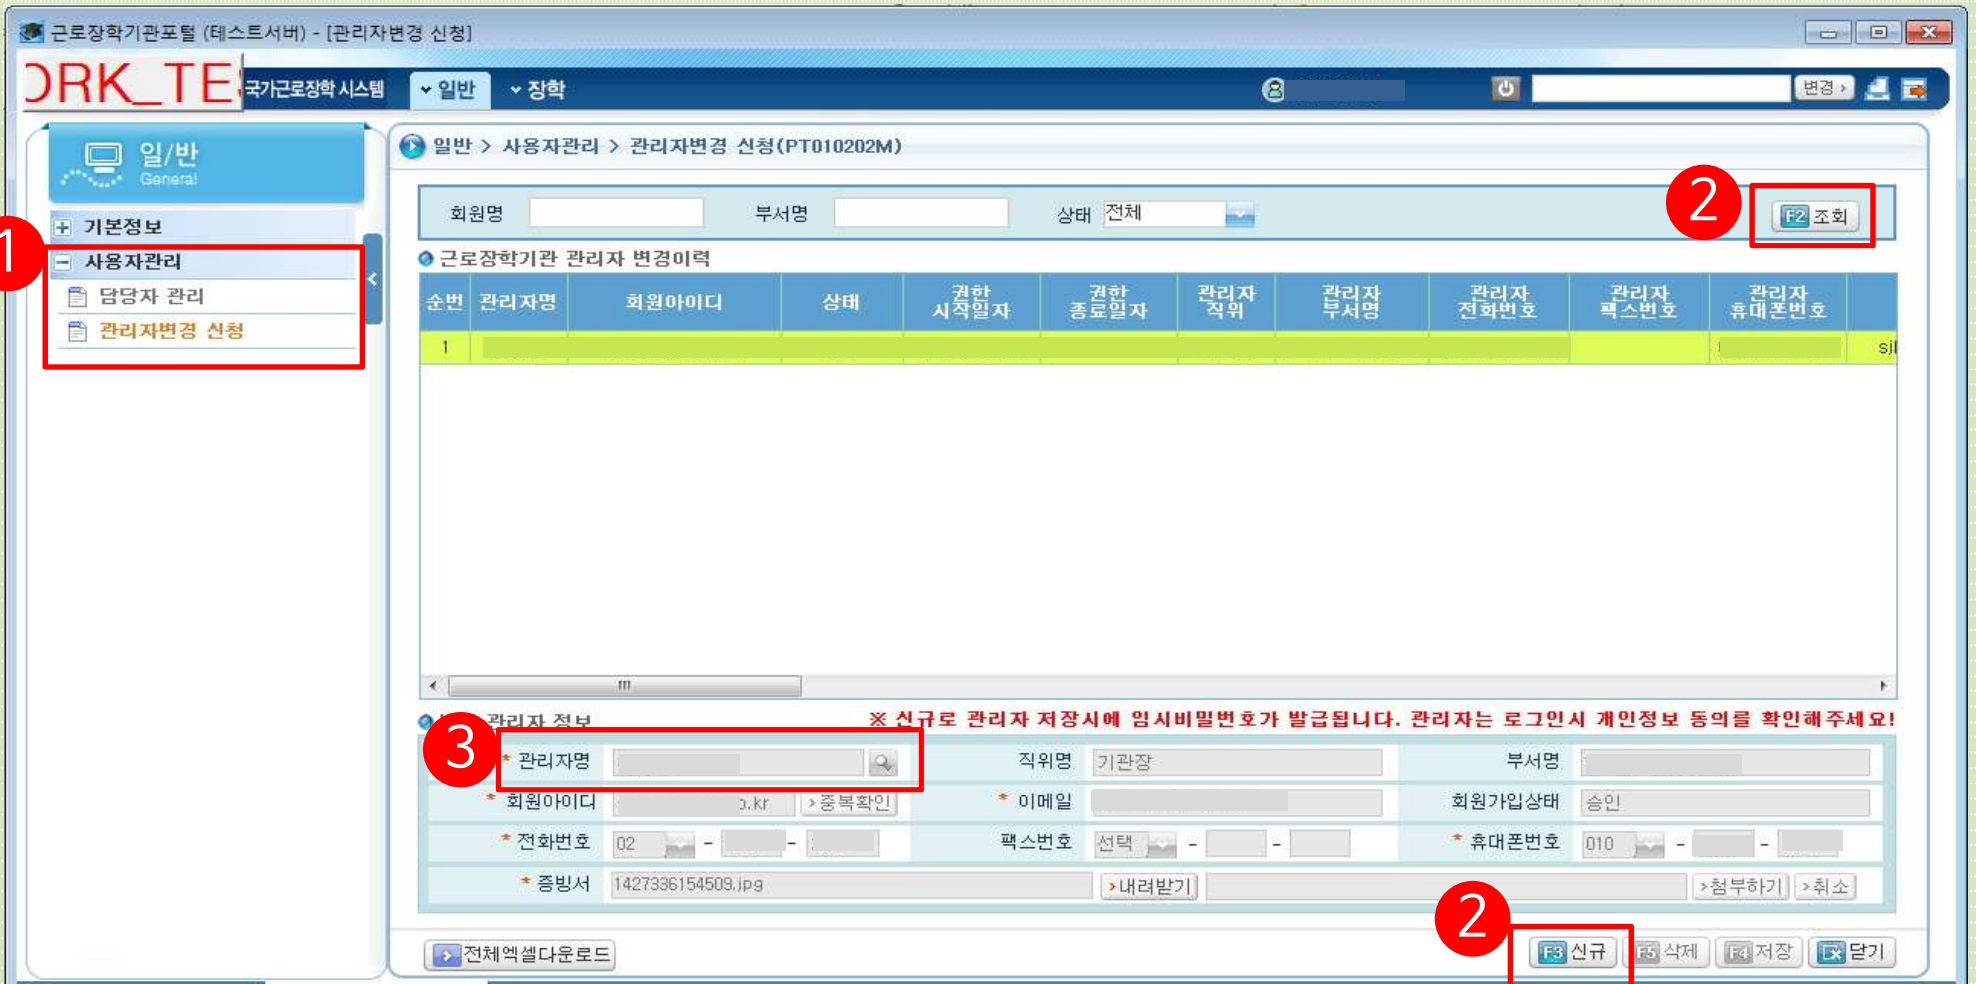 근로장학기관포털 (테스트서버) - [관리자변경 신청]
ORK_TES 국가근로장학시스템 일반 장학 변경
일/반
General
1
기본정보
사용자관리
담당자 관리
관리자변경 신청
일반 > 사용자관리 > 관리자변경 신청(PT010202M)
회원명 부서명 상태 전체 2 F2 조회
근로장학기관 관리자 변경이력
순번 관리자명 회원아이디 상태 권한 시작일자 권한 종료일자 관리자 직위 관리자 부서명 관리자 전화번호 관리자 팩스번호 관리자 휴대폰번호
1 sjl
관리자 정보 ※ 신규로 관리자 저장시에 임시비밀번호가 발급됩니다. 관리자는 로그인시 개인정보 동의를 확인해주세요!
3 * 관리자명 직위명 기관장 부서명
* 회원아이디 o.kr 중복확인 * 이메일 회원가입상태 승인
* 전화번호 02 - - 팩스번호 선택 - - * 휴대폰번호 010 - -
* 증빙서 1427336154509.jpg 내려받기 첨부하기 취소
2
전체엑셀다운로드 F3 신규 F5 삭제 F4 저장 닫기